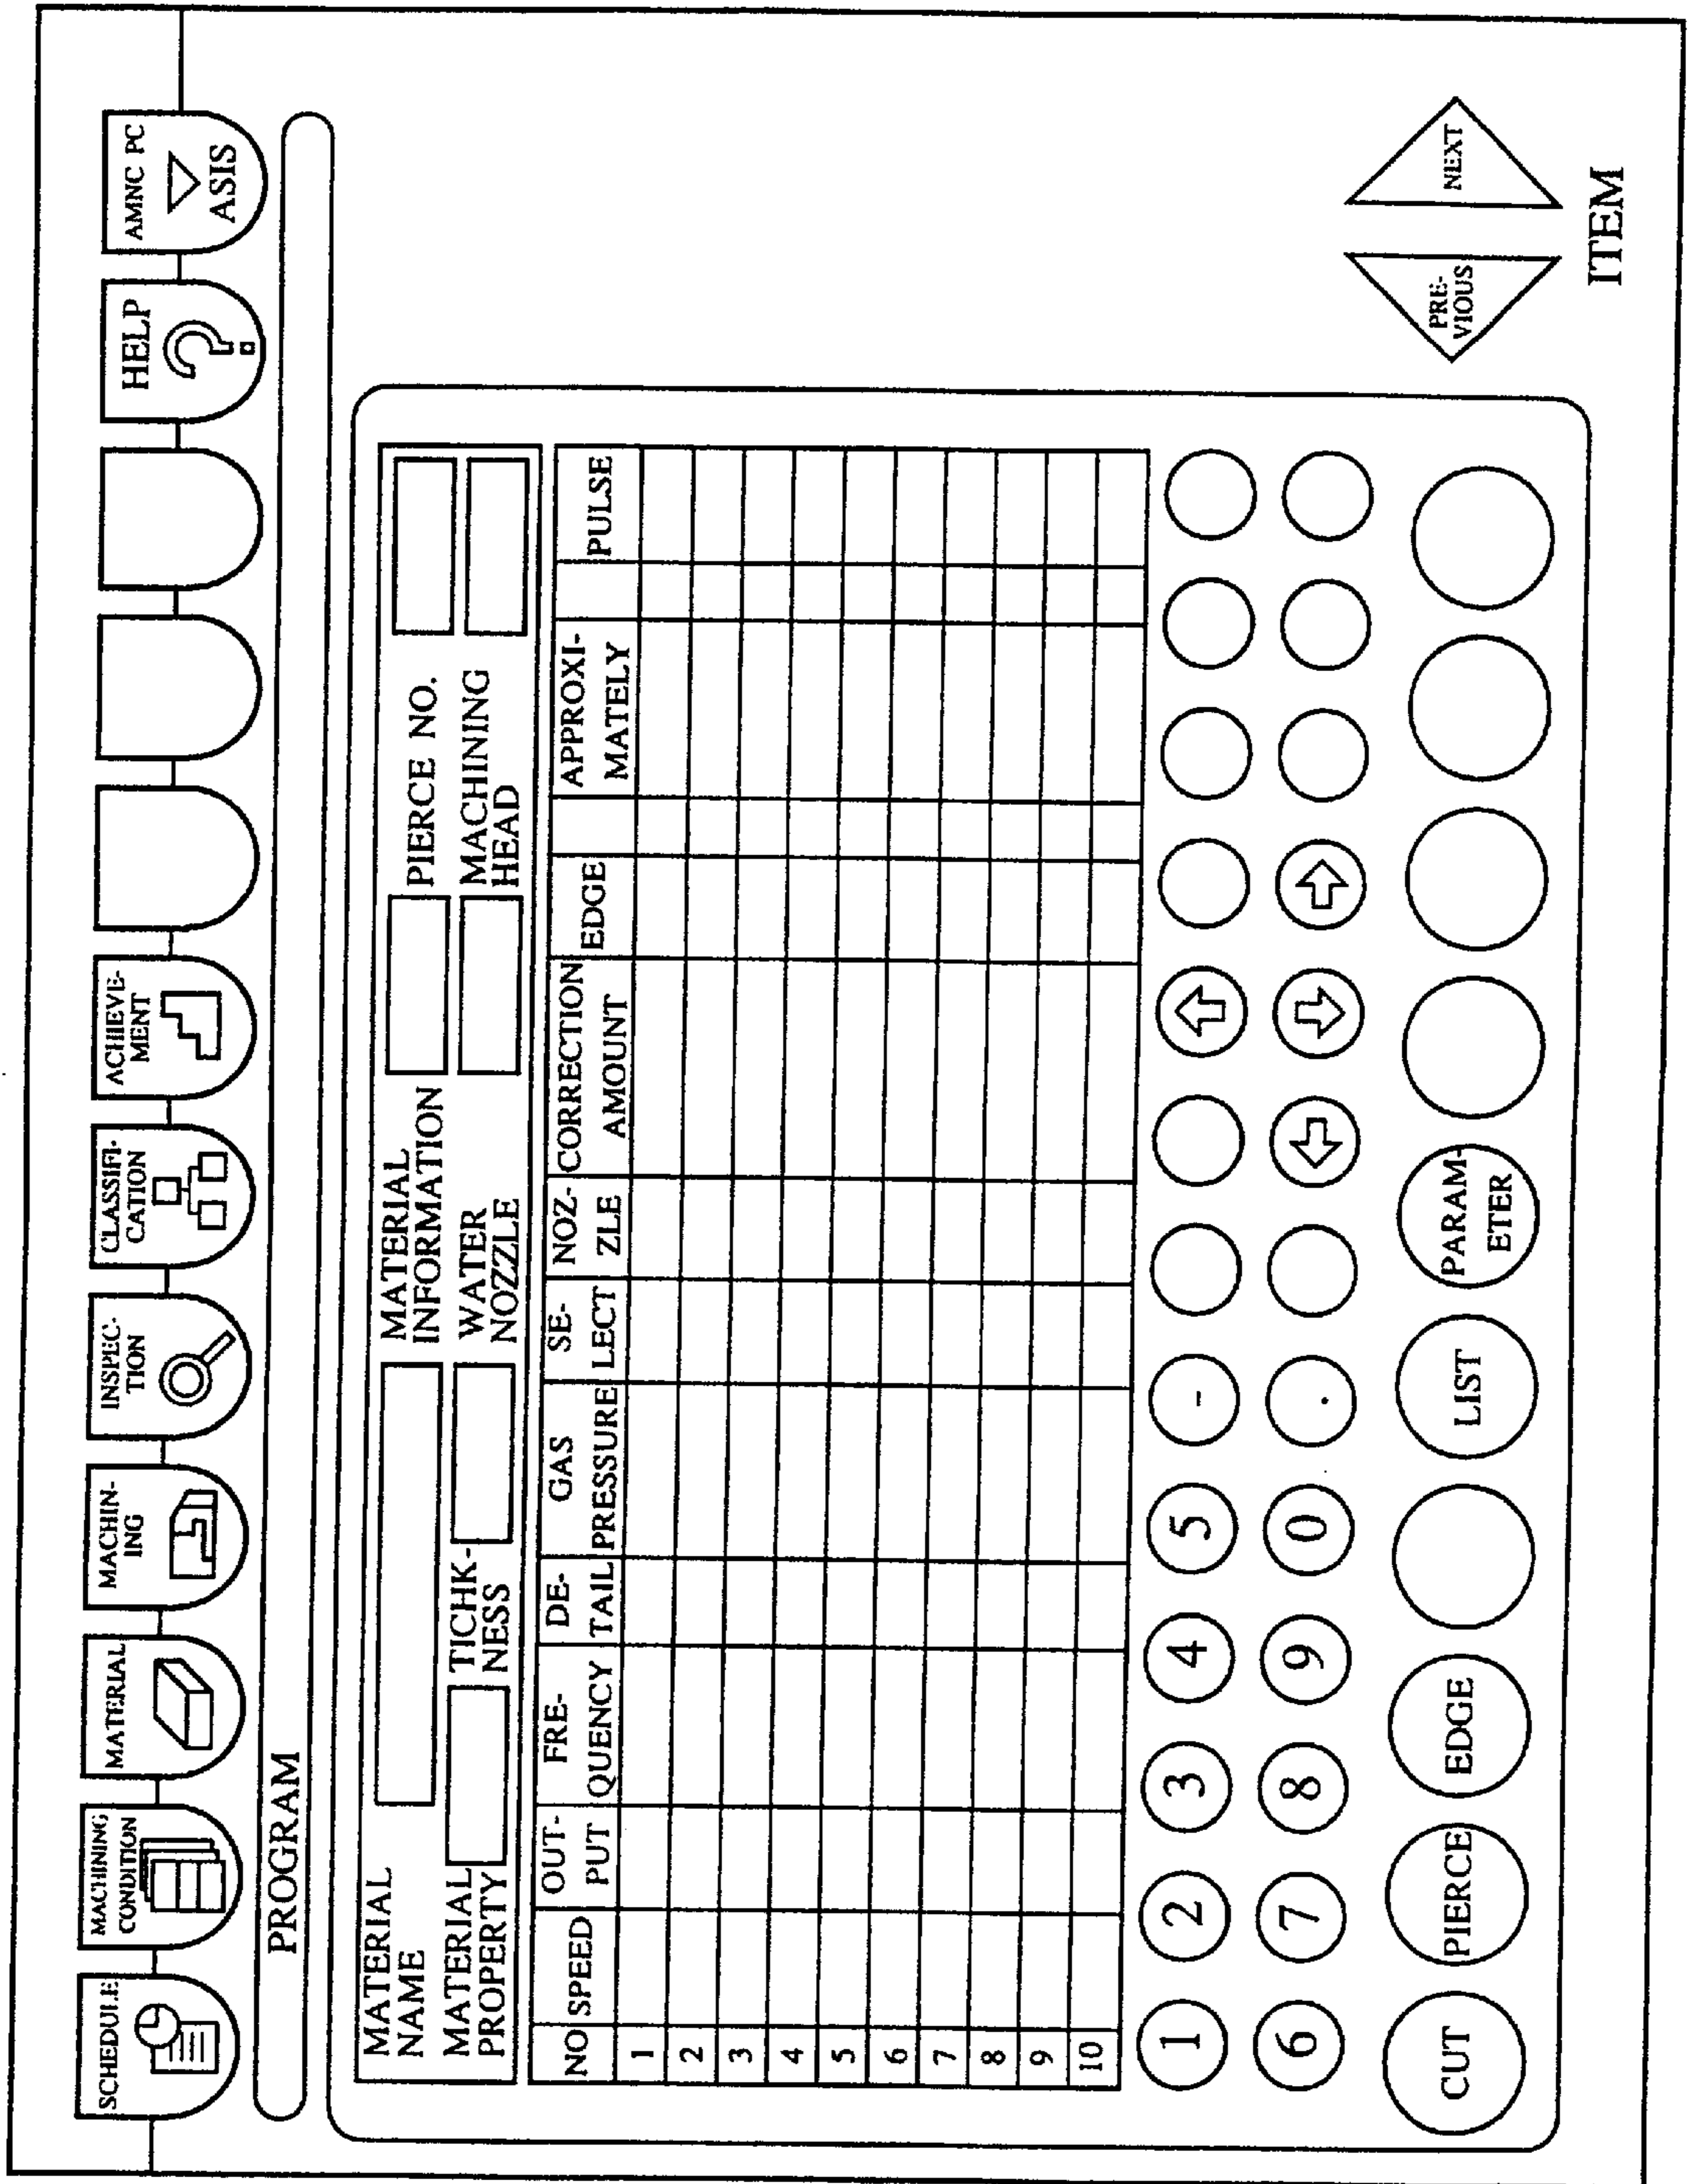 SCHEDULE
MACHINING
CONDITION
MATERIAL
MACHIN-
ING
INSPEC-
TION
CLASSIFI-
CATION
ACHIEVE-
MENT
HELP
?
AMNC PC
ASIS
PROGRAM
MATERIAL
NAME
MATERIAL
INFORMATION
PIERCE NO.
MATERIAL
PROPERTY
TICHK-
NESS
WATER
NOZZLE
MACHINING
HEAD
NO
SPEED
OUT-
PUT
FRE-
QUENCY
DE-
TAIL
GAS
PRESSURE
SE-
LECT
NOZ-
ZLE
CORRECTION
AMOUNT
EDGE
APPROXI-
MATELY
PULSE
1
2
3
4
5
6
7
8
9
10
1 2 3 4 5 -
6 7 8 9 0 .
CUT
PIERCE
EDGE
LIST
PARAM-
ETER
PRE-
VIOUS
NEXT
ITEM